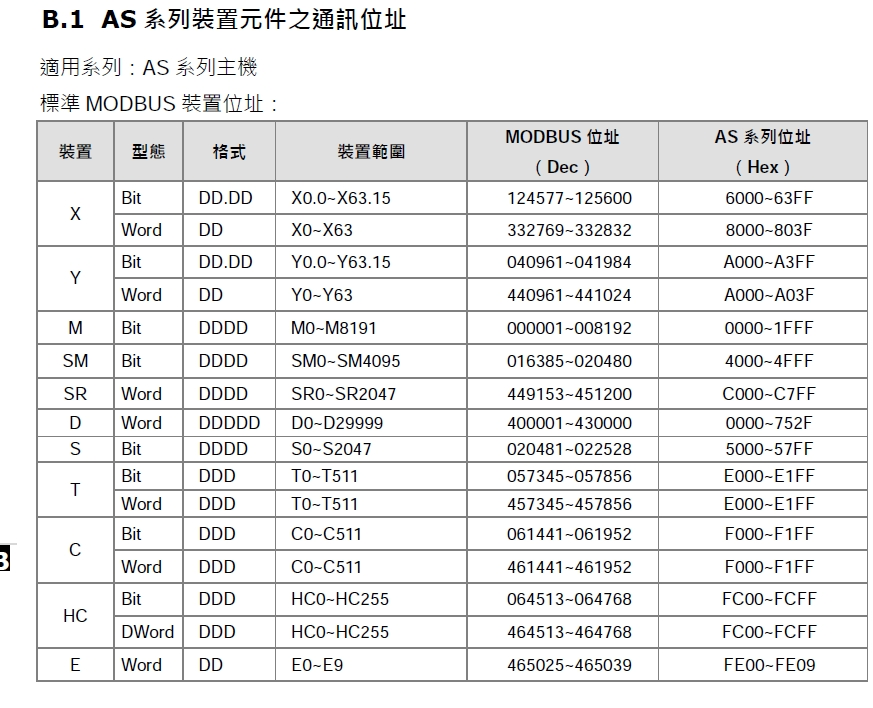 B.1 AS 系列裝置元件之通訊位址
適用系列：AS 系列主機
標準 MODBUS 裝置位址：
裝置 型態 格式 裝置範圍 MODBUS 位址（Dec） AS 系列位址（Hex）
X Bit DD.DD X0.0~X63.15 124577~125600 6000~63FF
Word DD X0~X63 332769~332832 8000~803F
Y Bit DD.DD Y0.0~Y63.15 040961~041984 A000~A3FF
Word DD Y0~Y63 440961~441024 A000~A03F
M Bit DDDD M0~M8191 000001~008192 0000~1FFF
SM Bit DDDD SM0~SM4095 016385~020480 4000~4FFF
SR Word DDDD SR0~SR2047 449153~451200 C000~C7FF
D Word DDDDD D0~D29999 400001~430000 0000~752F
S Bit DDDD S0~S2047 020481~022528 5000~57FF
T Bit DDD T0~T511 057345~057856 E000~E1FF
Word DDD T0~T511 457345~457856 E000~E1FF
C Bit DDD C0~C511 061441~061952 F000~F1FF
Word DDD C0~C511 461441~461952 F000~F1FF
HC Bit DDD HC0~HC255 064513~064768 FC00~FCFF
DWord DDD HC0~HC255 464513~464768 FC00~FCFF
E Word DD E0~E9 465025~465039 FE00~FE09